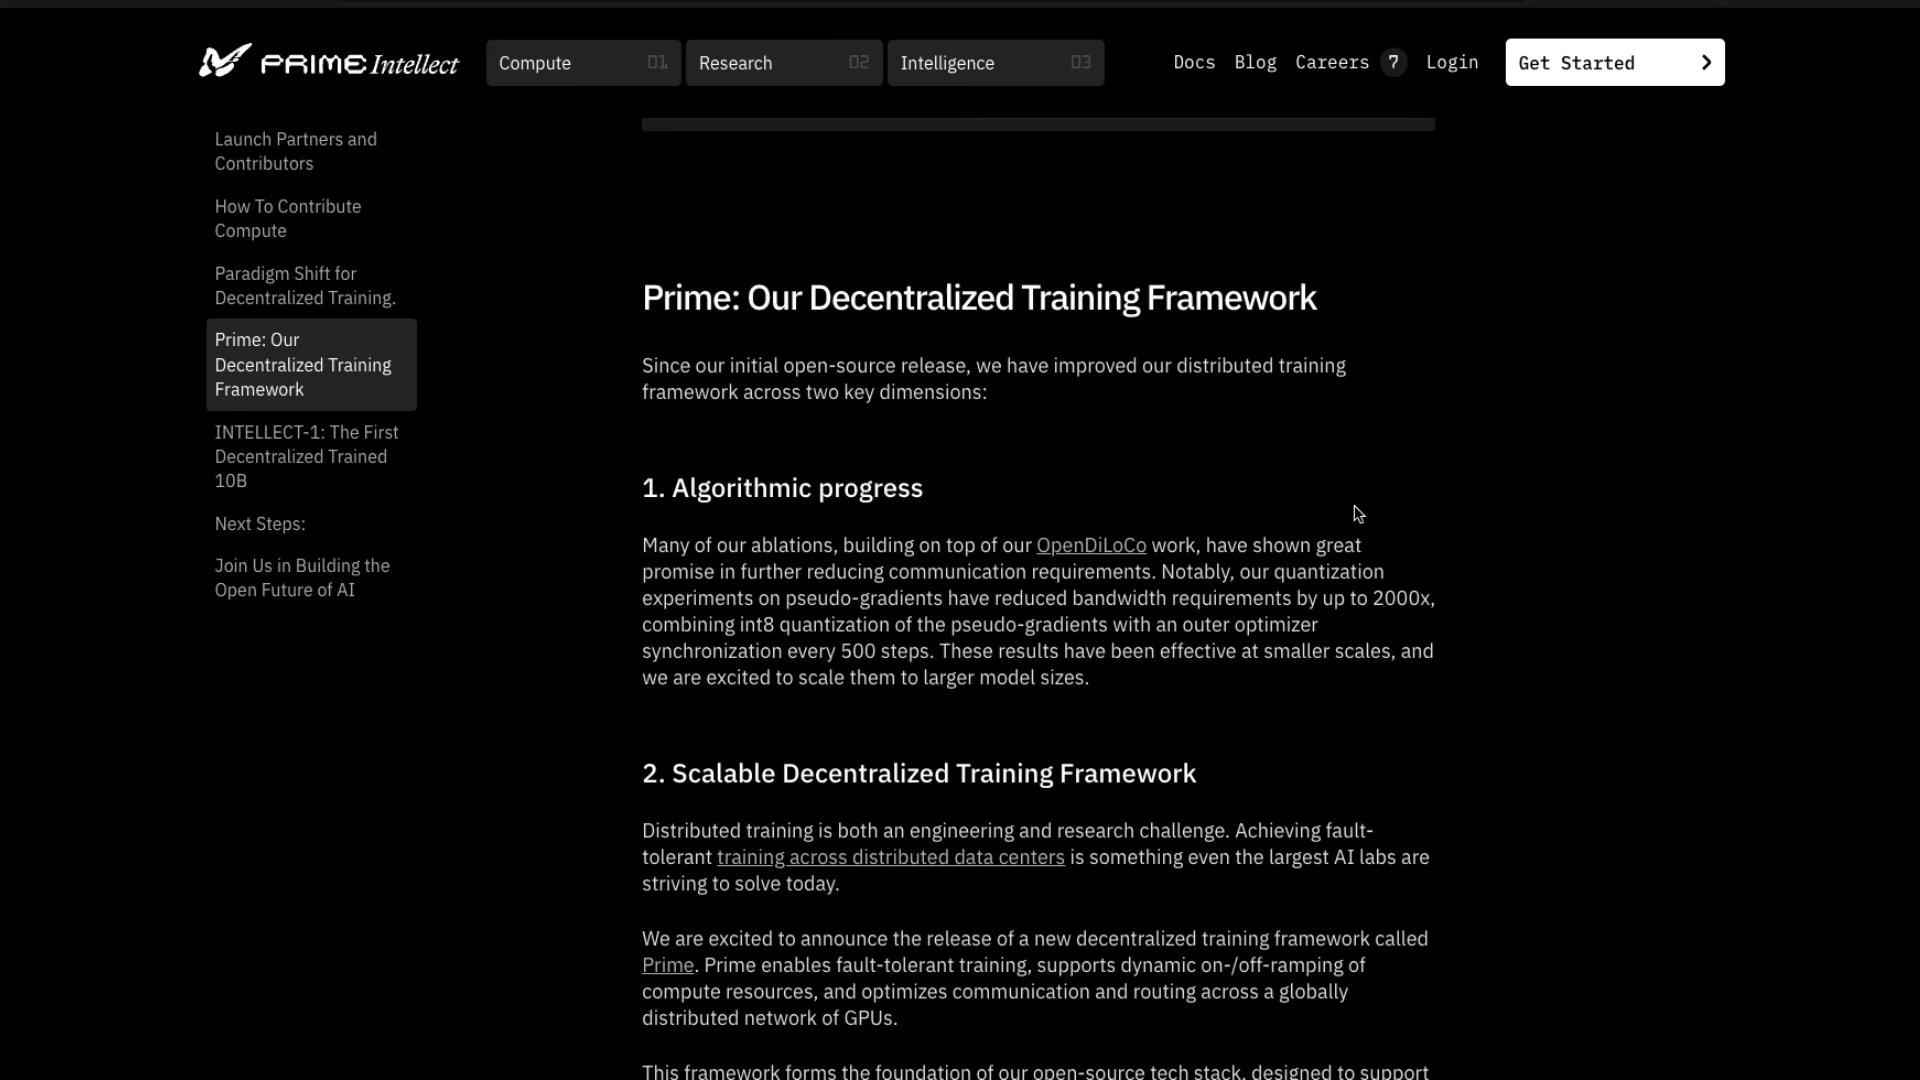 PRIME Intellect
Compute 01
Research 02
Intelligence 03
Docs Blog Careers 7 Login
Get Started
Launch Partners and
Contributors
How To Contribute
Compute
Paradigm Shift for
Decentralized Training.
Prime: Our
Decentralized Training
Framework
INTELLECT-1: The First
Decentralized Trained
10B
Next Steps:
Join Us in Building the
Open Future of AI
Prime: Our Decentralized Training Framework
Since our initial open-source release, we have improved our distributed training
framework across two key dimensions:
1. Algorithmic progress
Many of our ablations, building on top of our OpenDiLoCo work, have shown great
promise in further reducing communication requirements. Notably, our quantization
experiments on pseudo-gradients have reduced bandwidth requirements by up to 2000x,
combining int8 quantization of the pseudo-gradients with an outer optimizer
synchronization every 500 steps. These results have been effective at smaller scales, and
we are excited to scale them to larger model sizes.
2. Scalable Decentralized Training Framework
Distributed training is both an engineering and research challenge. Achieving fault-
tolerant training across distributed data centers is something even the largest AI labs are
striving to solve today.
We are excited to announce the release of a new decentralized training framework called
Prime. Prime enables fault-tolerant training, supports dynamic on-/off-ramping of
compute resources, and optimizes communication and routing across a globally
distributed network of GPUs.
This framework forms the foundation of our open-source tech stack, designed to support